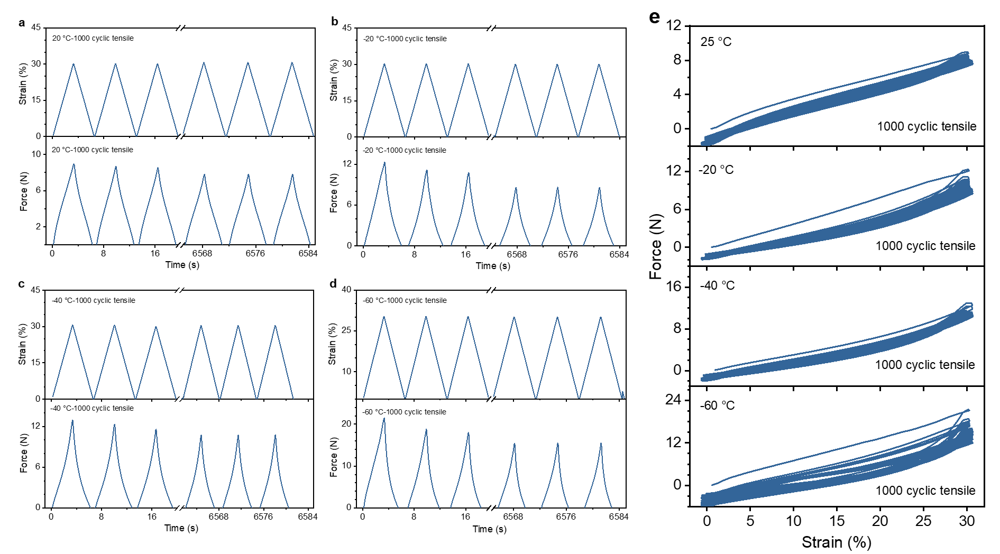 a
45
30
15
0
Strain (%)
20 °C-1000 cyclic tensile
10
6
2
Force (N)
20 °C-1000 cyclic tensile
0 8 16 6568 6576 6584
Time (s)
b
45
30
15
0
Strain (%)
-20 °C-1000 cyclic tensile
12
6
0
Force (N)
-20 °C-1000 cyclic tensile
0 8 16 6568 6576 6584
Time (s)
c
45
30
15
0
Strain (%)
-40 °C-1000 cyclic tensile
12
6
0
Force (N)
-40 °C-1000 cyclic tensile
0 8 16 6568 6576 6584
Time (s)
d
40
25
10
Strain (%)
-60 °C-1000 cyclic tensile
20
10
0
Force (N)
-60 °C-1000 cyclic tensile
0 8 16 6568 6576 6584
Time (s)
e
12
8
4
0
25 °C
1000 cyclic tensile
12
6
0
-20 °C
1000 cyclic tensile
Force (N)
16
8
0
-40 °C
1000 cyclic tensile
24
12
0
-60 °C
1000 cyclic tensile
0 5 10 15 20 25 30
Strain (%)